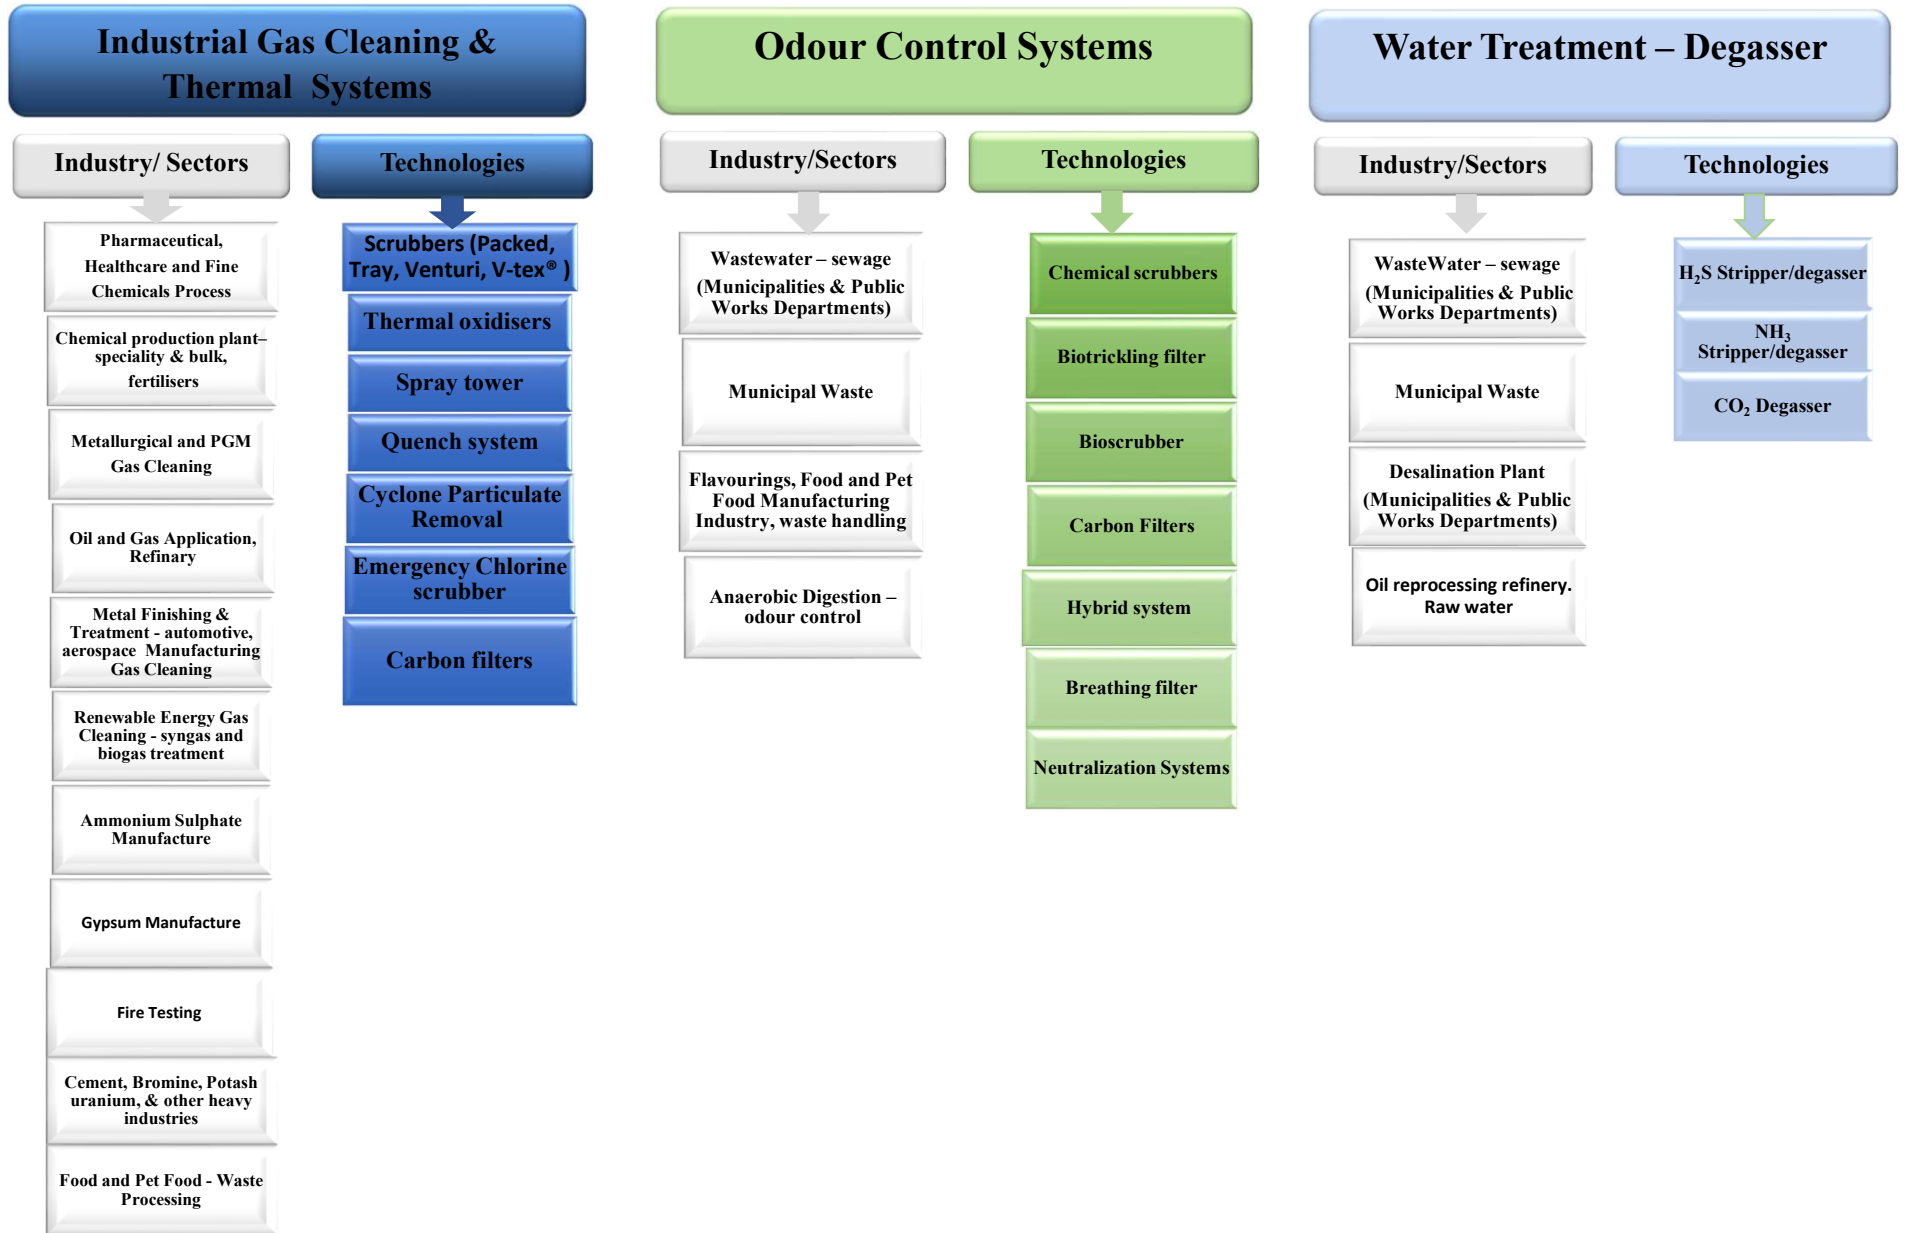 Industrial Gas Cleaning &
Thermal Systems
Industry/ Sectors
Pharmaceutical,
Healthcare and Fine
Chemicals Process
Chemical production plant–
speciality & bulk,
fertilisers
Metallurgical and PGM
Gas Cleaning
Oil and Gas Application,
Refinary
Metal Finishing &
Treatment - automotive,
aerospace Manufacturing
Gas Cleaning
Renewable Energy Gas
Cleaning - syngas and
biogas treatment
Ammonium Sulphate
Manufacture
Gypsum Manufacture
Fire Testing
Cement, Bromine, Potash
uranium, & other heavy
industries
Food and Pet Food - Waste
Processing
Technologies
Scrubbers (Packed,
Tray, Venturi, V-tex® )
Thermal oxidisers
Spray tower
Quench system
Cyclone Particulate
Removal
Emergency Chlorine
scrubber
Carbon filters
Odour Control Systems
Industry/Sectors
Wastewater – sewage
(Municipalities & Public
Works Departments)
Municipal Waste
Flavourings, Food and Pet
Food Manufacturing
Industry, waste handling
Anaerobic Digestion –
odour control
Technologies
Chemical scrubbers
Biotrickling filter
Bioscrubber
Carbon Filters
Hybrid system
Breathing filter
Neutralization Systems
Water Treatment – Degasser
Industry/Sectors
WasteWater – sewage
(Municipalities & Public
Works Departments)
Municipal Waste
Desalination Plant
(Municipalities & Public
Works Departments)
Oil reprocessing refinery.
Raw water
Technologies
H₂S Stripper/degasser
NH₃
Stripper/degasser
CO₂ Degasser